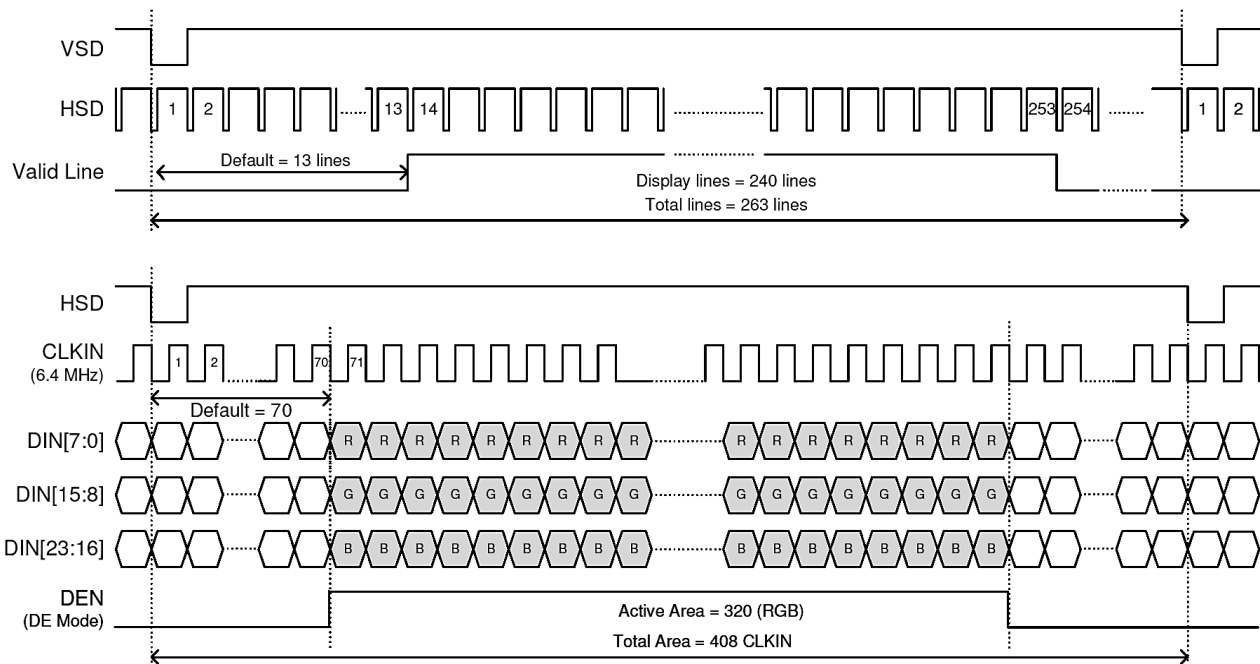 VSD
HSD 1 2 13 14 253 254 1 2
Default = 13 lines
Valid Line
Display lines = 240 lines
Total lines = 263 lines
HSD
CLKIN 1 2 70 71
(6.4 MHz)
Default = 70
DIN[7:0] R R R R R R R R R R R R R R R R R
DIN[15:8] G G G G G G G G G G G G G G G G G
DIN[23:16] B B B B B B B B B B B B B B B B B
DEN
(DE Mode)
Active Area = 320 (RGB)
Total Area = 408 CLKIN